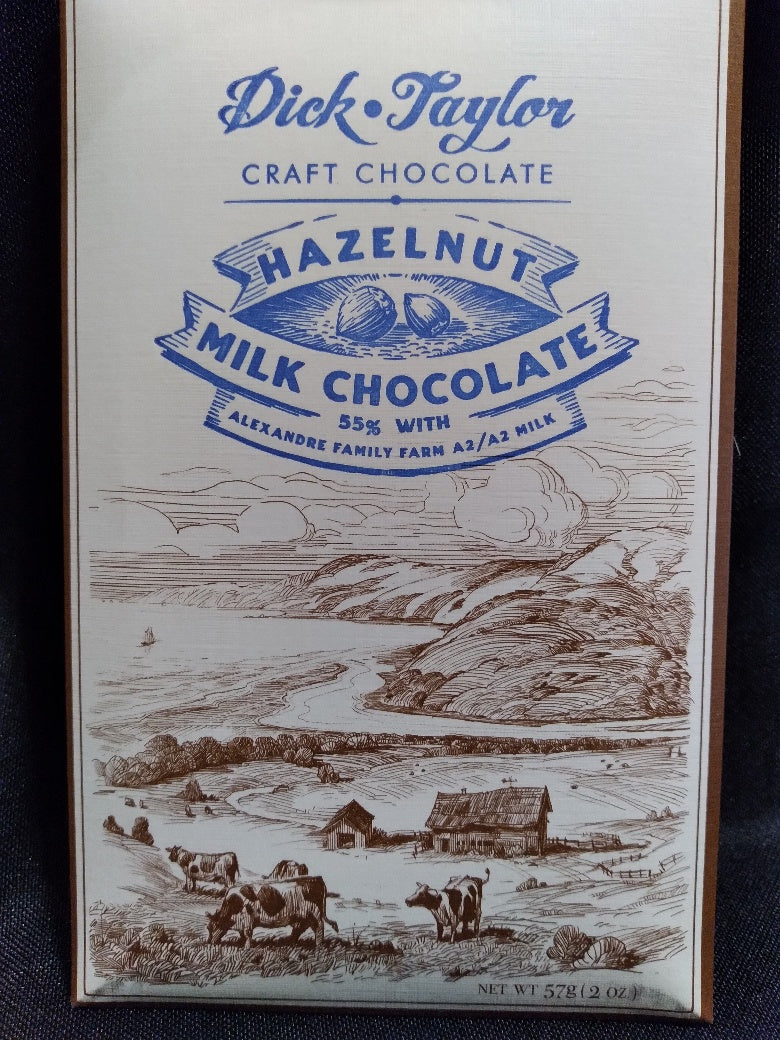 Dick • Taylor
CRAFT CHOCOLATE
HAZELNUT
MILK CHOCOLATE
55% WITH
ALEXANDRE FAMILY FARM A2/A2 MILK
NET WT 57g (2 OZ.)